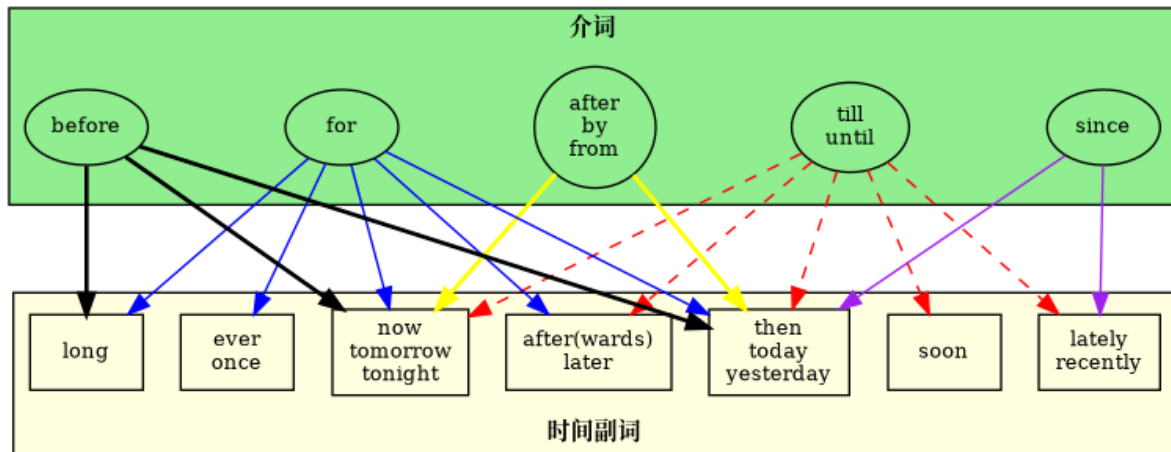 介词
before
for
after
by
from
till
until
since
long
ever
once
now
tomorrow
tonight
after(wards)
later
then
today
yesterday
soon
lately
recently
时间副词